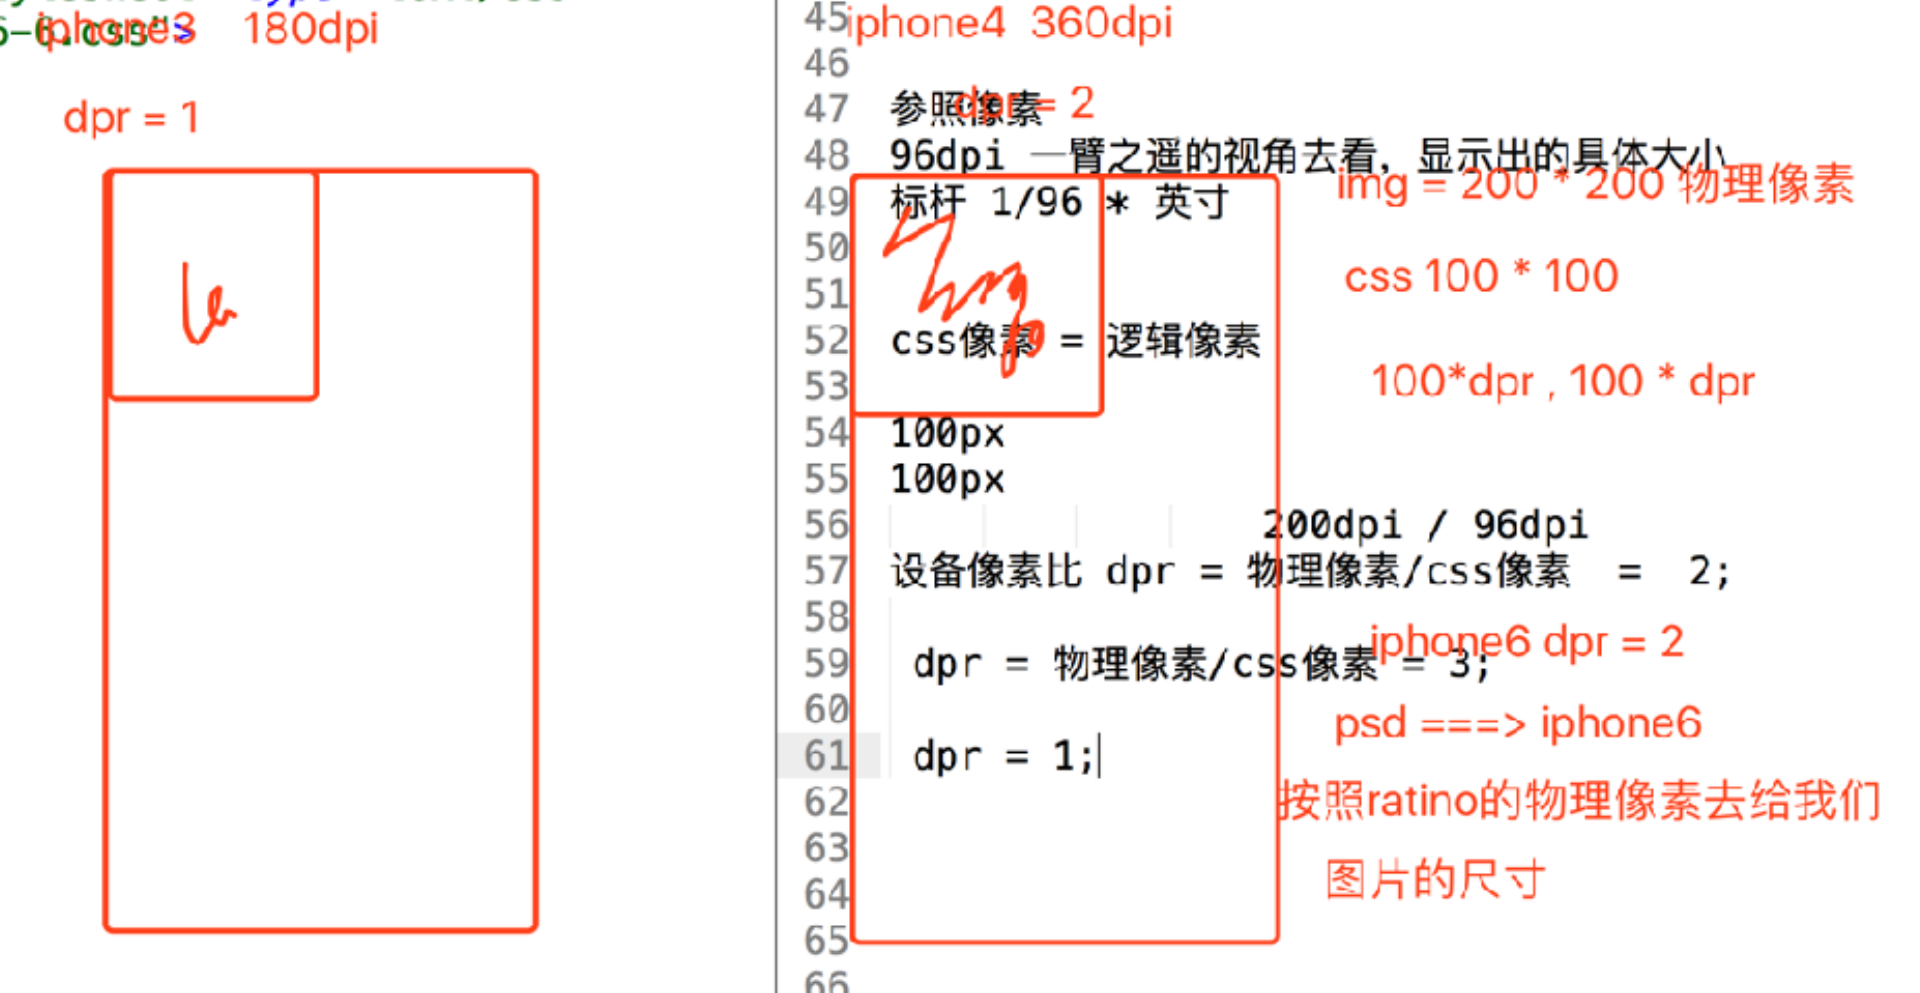 iphone3 180dpi
dpr = 1
iphone4 360dpi
dpr = 2
45
46
47 参照像素
48 96dpi 一臂之遥的视角去看，显示出的具体大小
49 标杆 1/96 * 英寸
50
51
52 css像素 = 逻辑像素
53
54 100px
55 100px
56 200dpi / 96dpi
57 设备像素比 dpr = 物理像素/css像素 = 2;
58
59 dpr = 物理像素/css像素 = 3;
60
61 dpr = 1;
62
63
64
65
66
img = 200 * 200 物理像素
css 100 * 100
100*dpr , 100 * dpr
iphone6 dpr = 2
psd ===> iphone6
按照ratino的物理像素去给我们
图片的尺寸